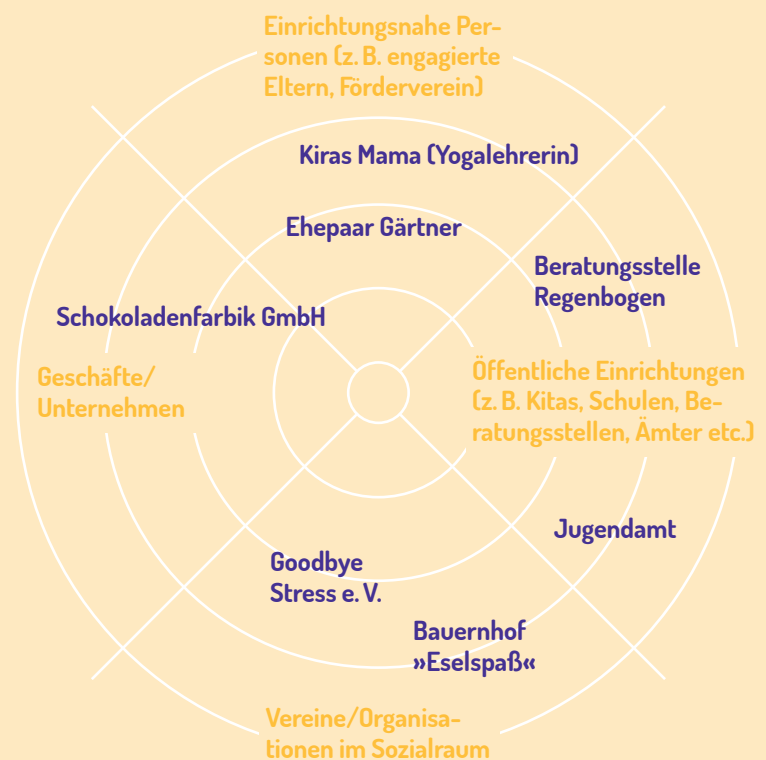 Einrichtungsnahe Per-
sonen (z. B. engagierte
Eltern, Förderverein)
Kiras Mama (Yogalehrerin)
Ehepaar Gärtner
Beratungsstelle
Regenbogen
Schokoladenfarbik GmbH
Geschäfte/
Unternehmen
Öffentliche Einrichtungen
(z. B. Kitas, Schulen, Be-
ratungsstellen, Ämter etc.)
Jugendamt
Goodbye
Stress e. V.
Bauernhof
»Eselspaß«
Vereine/Organisa-
tionen im Sozialraum